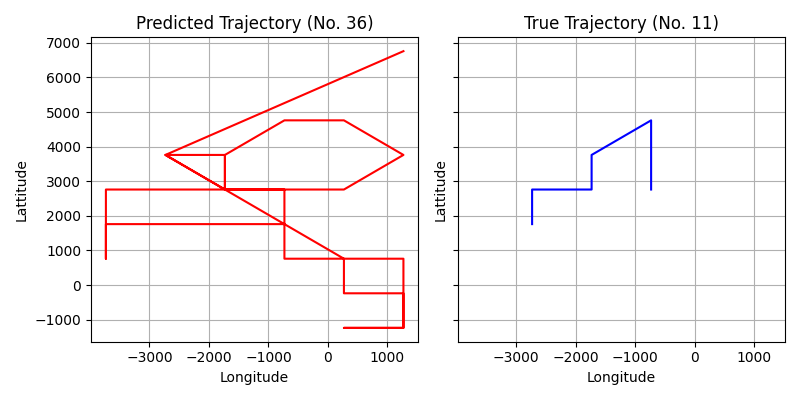 Predicted Trajectory (No. 36)
True Trajectory (No. 11)
7000
6000
5000
4000
3000
2000
1000
0
−1000
Lattitude
Lattitude
−3000 −2000 −1000 0 1000
−3000 −2000 −1000 0 1000
Longitude
Longitude